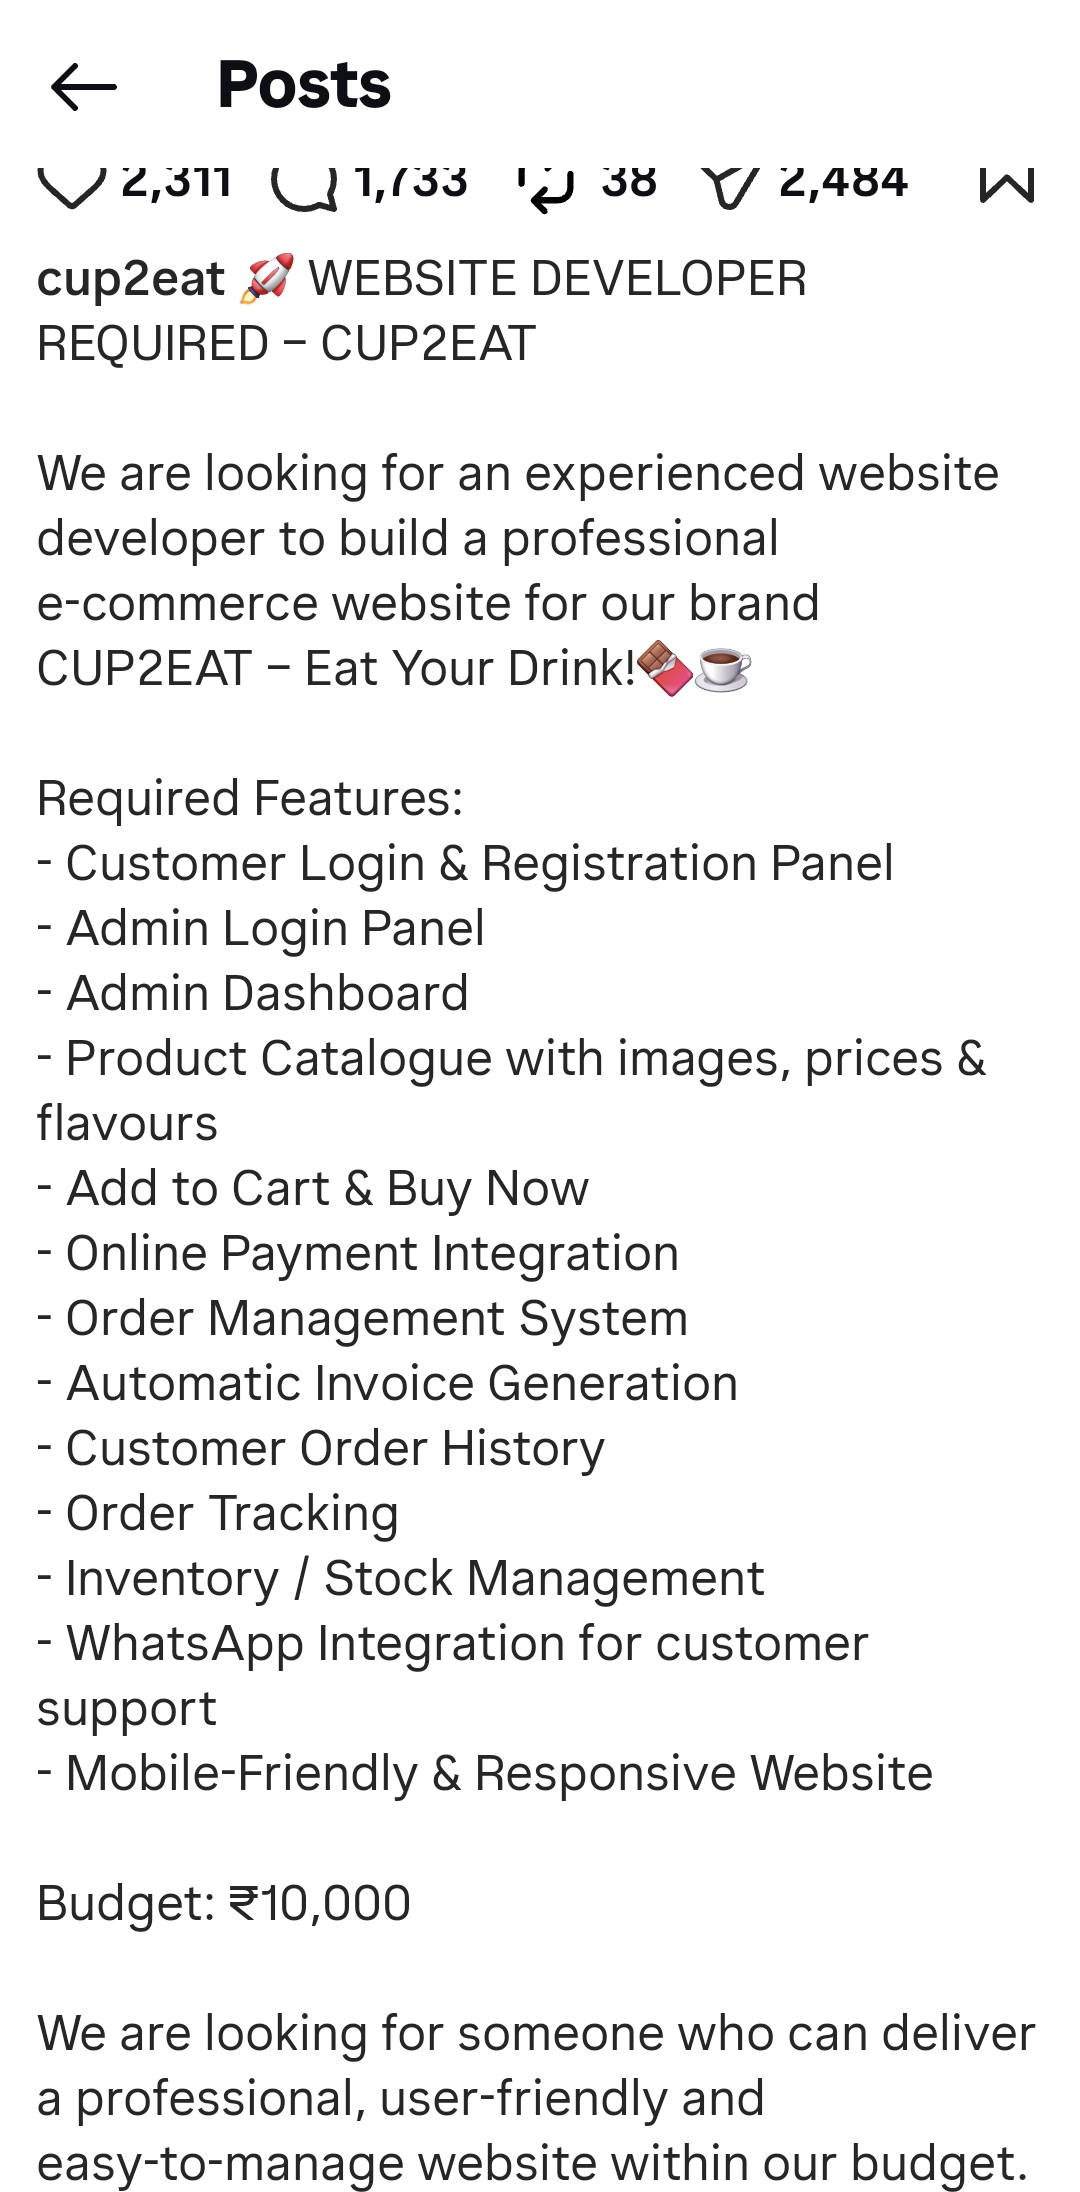 Posts
2,311 1,733 38 2,484
cup2eat 🚀 WEBSITE DEVELOPER
REQUIRED – CUP2EAT
We are looking for an experienced website
developer to build a professional
e-commerce website for our brand
CUP2EAT – Eat Your Drink!🍫☕
Required Features:
- Customer Login & Registration Panel
- Admin Login Panel
- Admin Dashboard
- Product Catalogue with images, prices &
flavours
- Add to Cart & Buy Now
- Online Payment Integration
- Order Management System
- Automatic Invoice Generation
- Customer Order History
- Order Tracking
- Inventory / Stock Management
- WhatsApp Integration for customer
support
- Mobile-Friendly & Responsive Website
Budget: ₹10,000
We are looking for someone who can deliver
a professional, user-friendly and
easy-to-manage website within our budget.